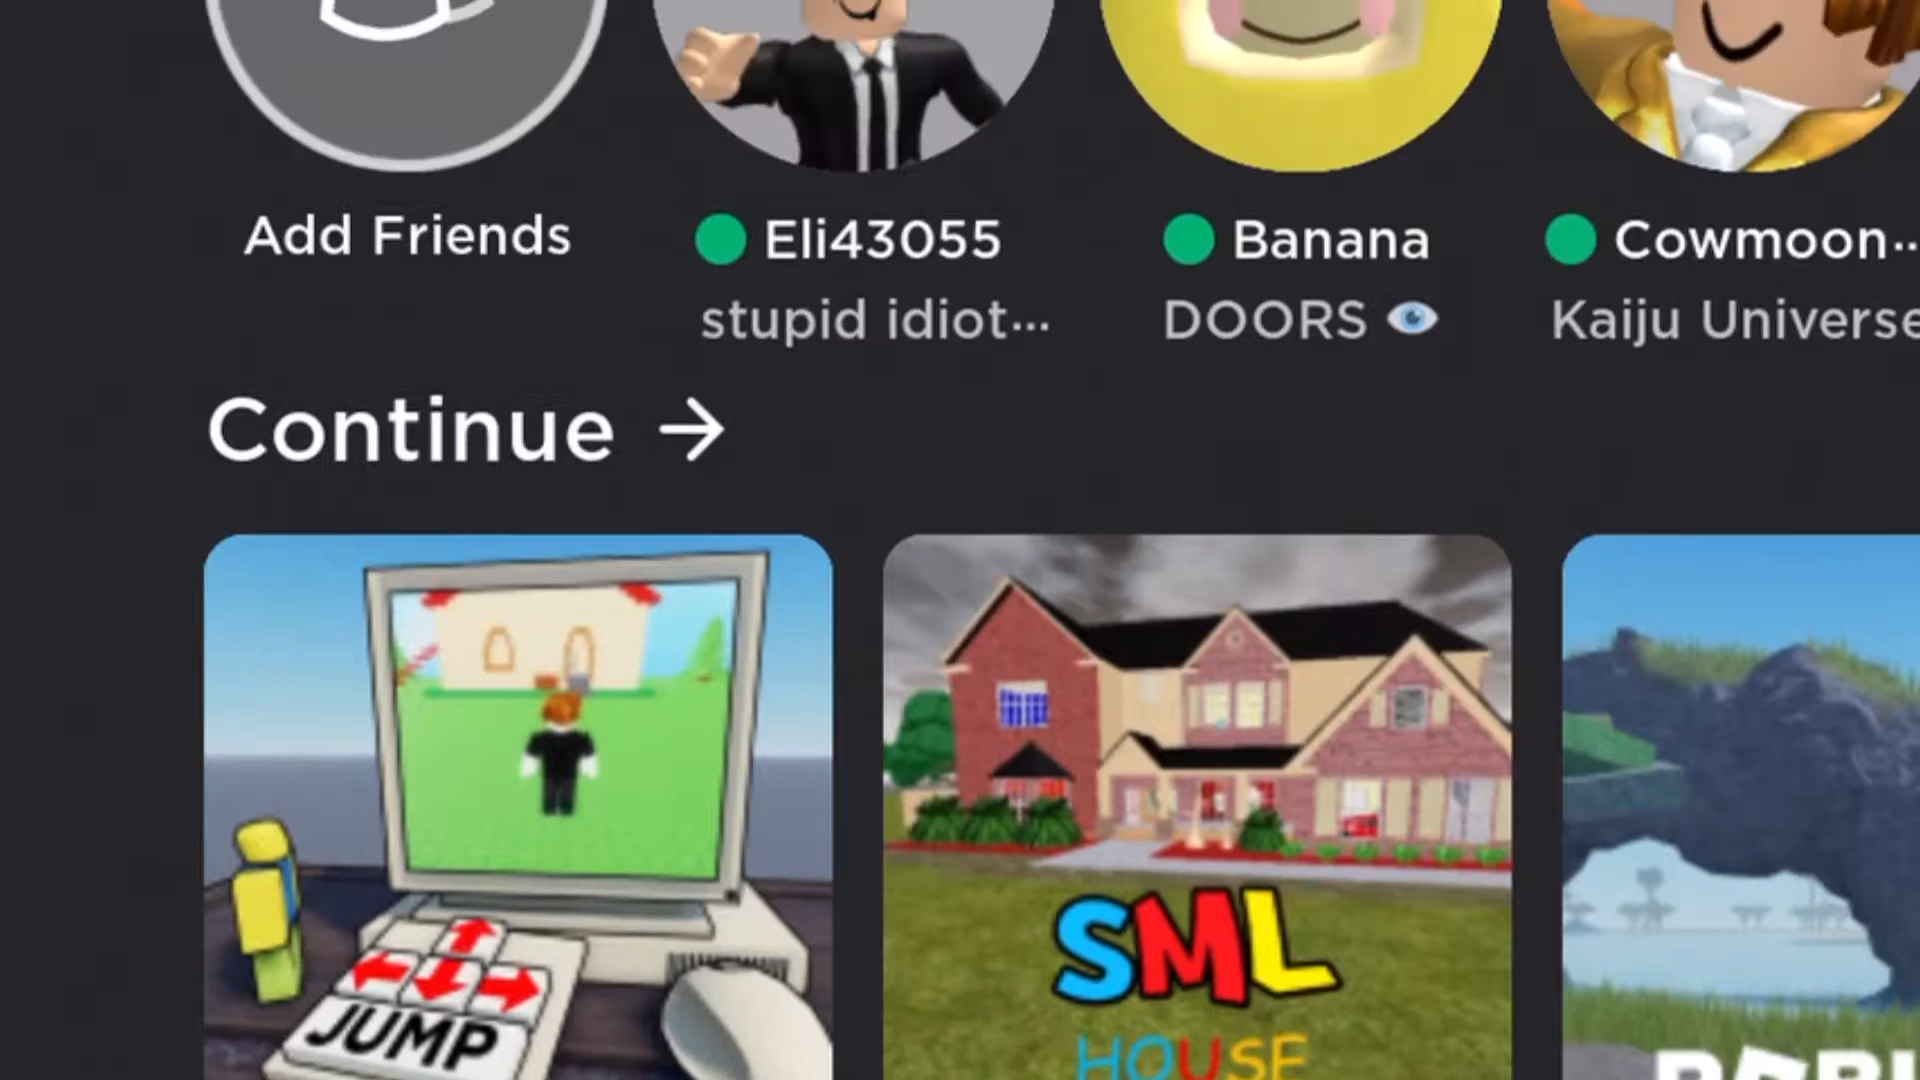 Add Friends
Eli43055
Banana
Cowmoon...
stupid idiot...
DOORS
Kaiju Universe
Continue →
JUMP
SML
HOUSE